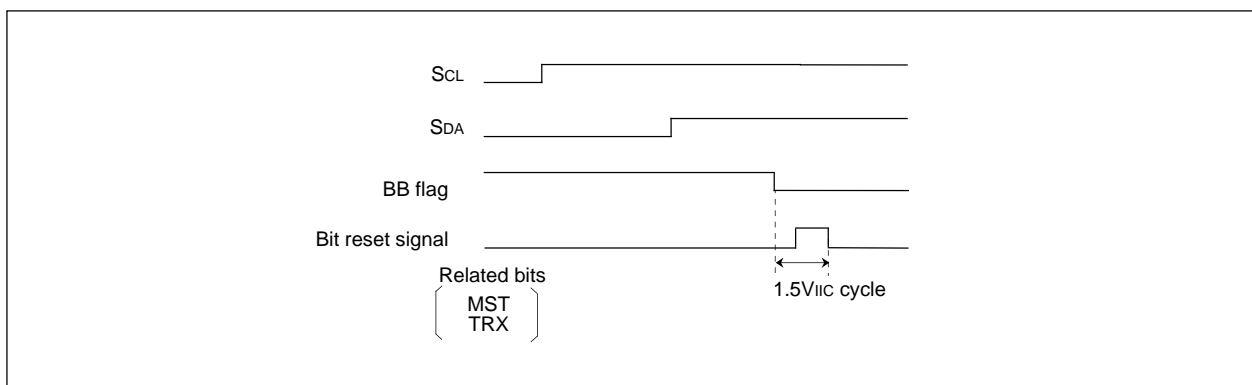 SCL
SDA
BB flag
Bit reset signal
Related bits
MST
TRX
1.5VIIC cycle